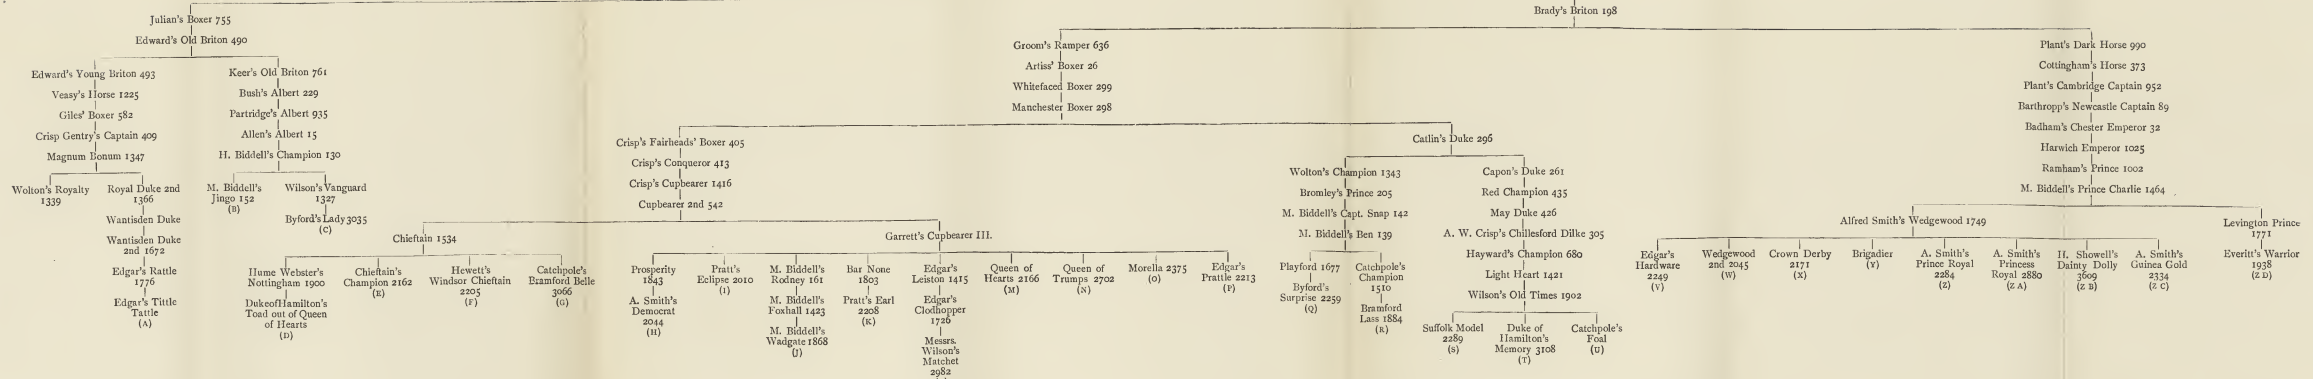 Julian's Boxer 755
Edward's Old Briton 490
Edward's Young Briton 493
Veasy's Horse 1225
Giles' Boxer 582
Crisp Gentry's Captain 409
Magnum Bonum 1347
Wolton's Royalty
1339
Royal Duke 2nd
1366
Wantisden Duke
Wantisden Duke
2nd 1672
Edgar's Rattle
1776
Edgar's Tittle
Tattle
(A)
Keer's Old Briton 761
Bush's Albert 229
Partridge's Albert 935
Allen's Albert 15
H. Biddell's Champion 130
M. Biddell's
Jingo 152
(B)
Wilson's Vanguard
1327
Byford's Lady 3035
(C)
Brady's Briton 198
Groom's Ramper 636
Artiss' Boxer 26
Whitefaced Boxer 299
Manchester Boxer 298
Crisp's Fairheads' Boxer 405
Crisp's Conqueror 413
Crisp's Cupbearer 1416
Cupbearer 2nd 542
Chieftain 1534
Hume Webster's
Nottingham 1900
Duke of Hamilton's
Toad out of Queen
of Hearts
(D)
Chieftain's
Champion 2162
(E)
Hewett's
Windsor Chieftain
2205
(F)
Catchpole's
Bramford Belle
3066
(G)
Garrett's Cupbearer III.
Prosperity
1843
A. Smith's
Democrat
2044
(H)
Pratt's
Eclipse 2010
(I)
M. Biddell's
Rodney 161
M. Biddell's
Foxhall 1423
M. Biddell's
Wadgate 1868
(J)
Bar None
1803
Pratt's Earl
2208
(K)
Edgar's
Leiston 1415
Edgar's
Clodhopper
1726
Messrs.
Wilson's
Matchet
2982
Queen of
Hearts 2166
(M)
Queen of
Trumps 2702
(N)
Morella 2375
(O)
Edgar's
Prattle 2213
(P)
Catlin's Duke 296
Wolton's Champion 1343
Bromley's Prince 205
M. Biddell's Capt. Snap 142
M. Biddell's Ben 139
Playford 1677
Byford's
Surprise 2259
(Q)
Catchpole's
Champion
1510
Bramford
Lass 1884
(R)
Capon's Duke 261
Red Champion 435
May Duke 426
A. W. Crisp's Chillesford Dilke 305
Hayward's Champion 680
Light Heart 1421
Wilson's Old Times 1902
Suffolk Model
2289
(S)
Duke of
Hamilton's
Memory 3108
(T)
Catchpole's
Foal
(U)
Plant's Dark Horse 990
Cottingham's Horse 373
Plant's Cambridge Captain 952
Barthropp's Newcastle Captain 89
Badham's Chester Emperor 32
Harwich Emperor 1025
Ramham's Prince 1002
M. Biddell's Prince Charlie 1464
Alfred Smith's Wedgewood 1749
Edgar's
Hardware
2249
(V)
Wedgewood
2nd 2045
(W)
Crown Derby
2171
(X)
Brigadier
(Y)
A. Smith's
Prince Royal
2284
(Z)
A. Smith's
Princess
Royal 2880
(Z A)
H. Showell's
Dainty Dolly
3609
(Z B)
A. Smith's
Guinea Gold
2334
(Z C)
Levington Prince
1771
Everitt's Warrior
1938
(Z D)